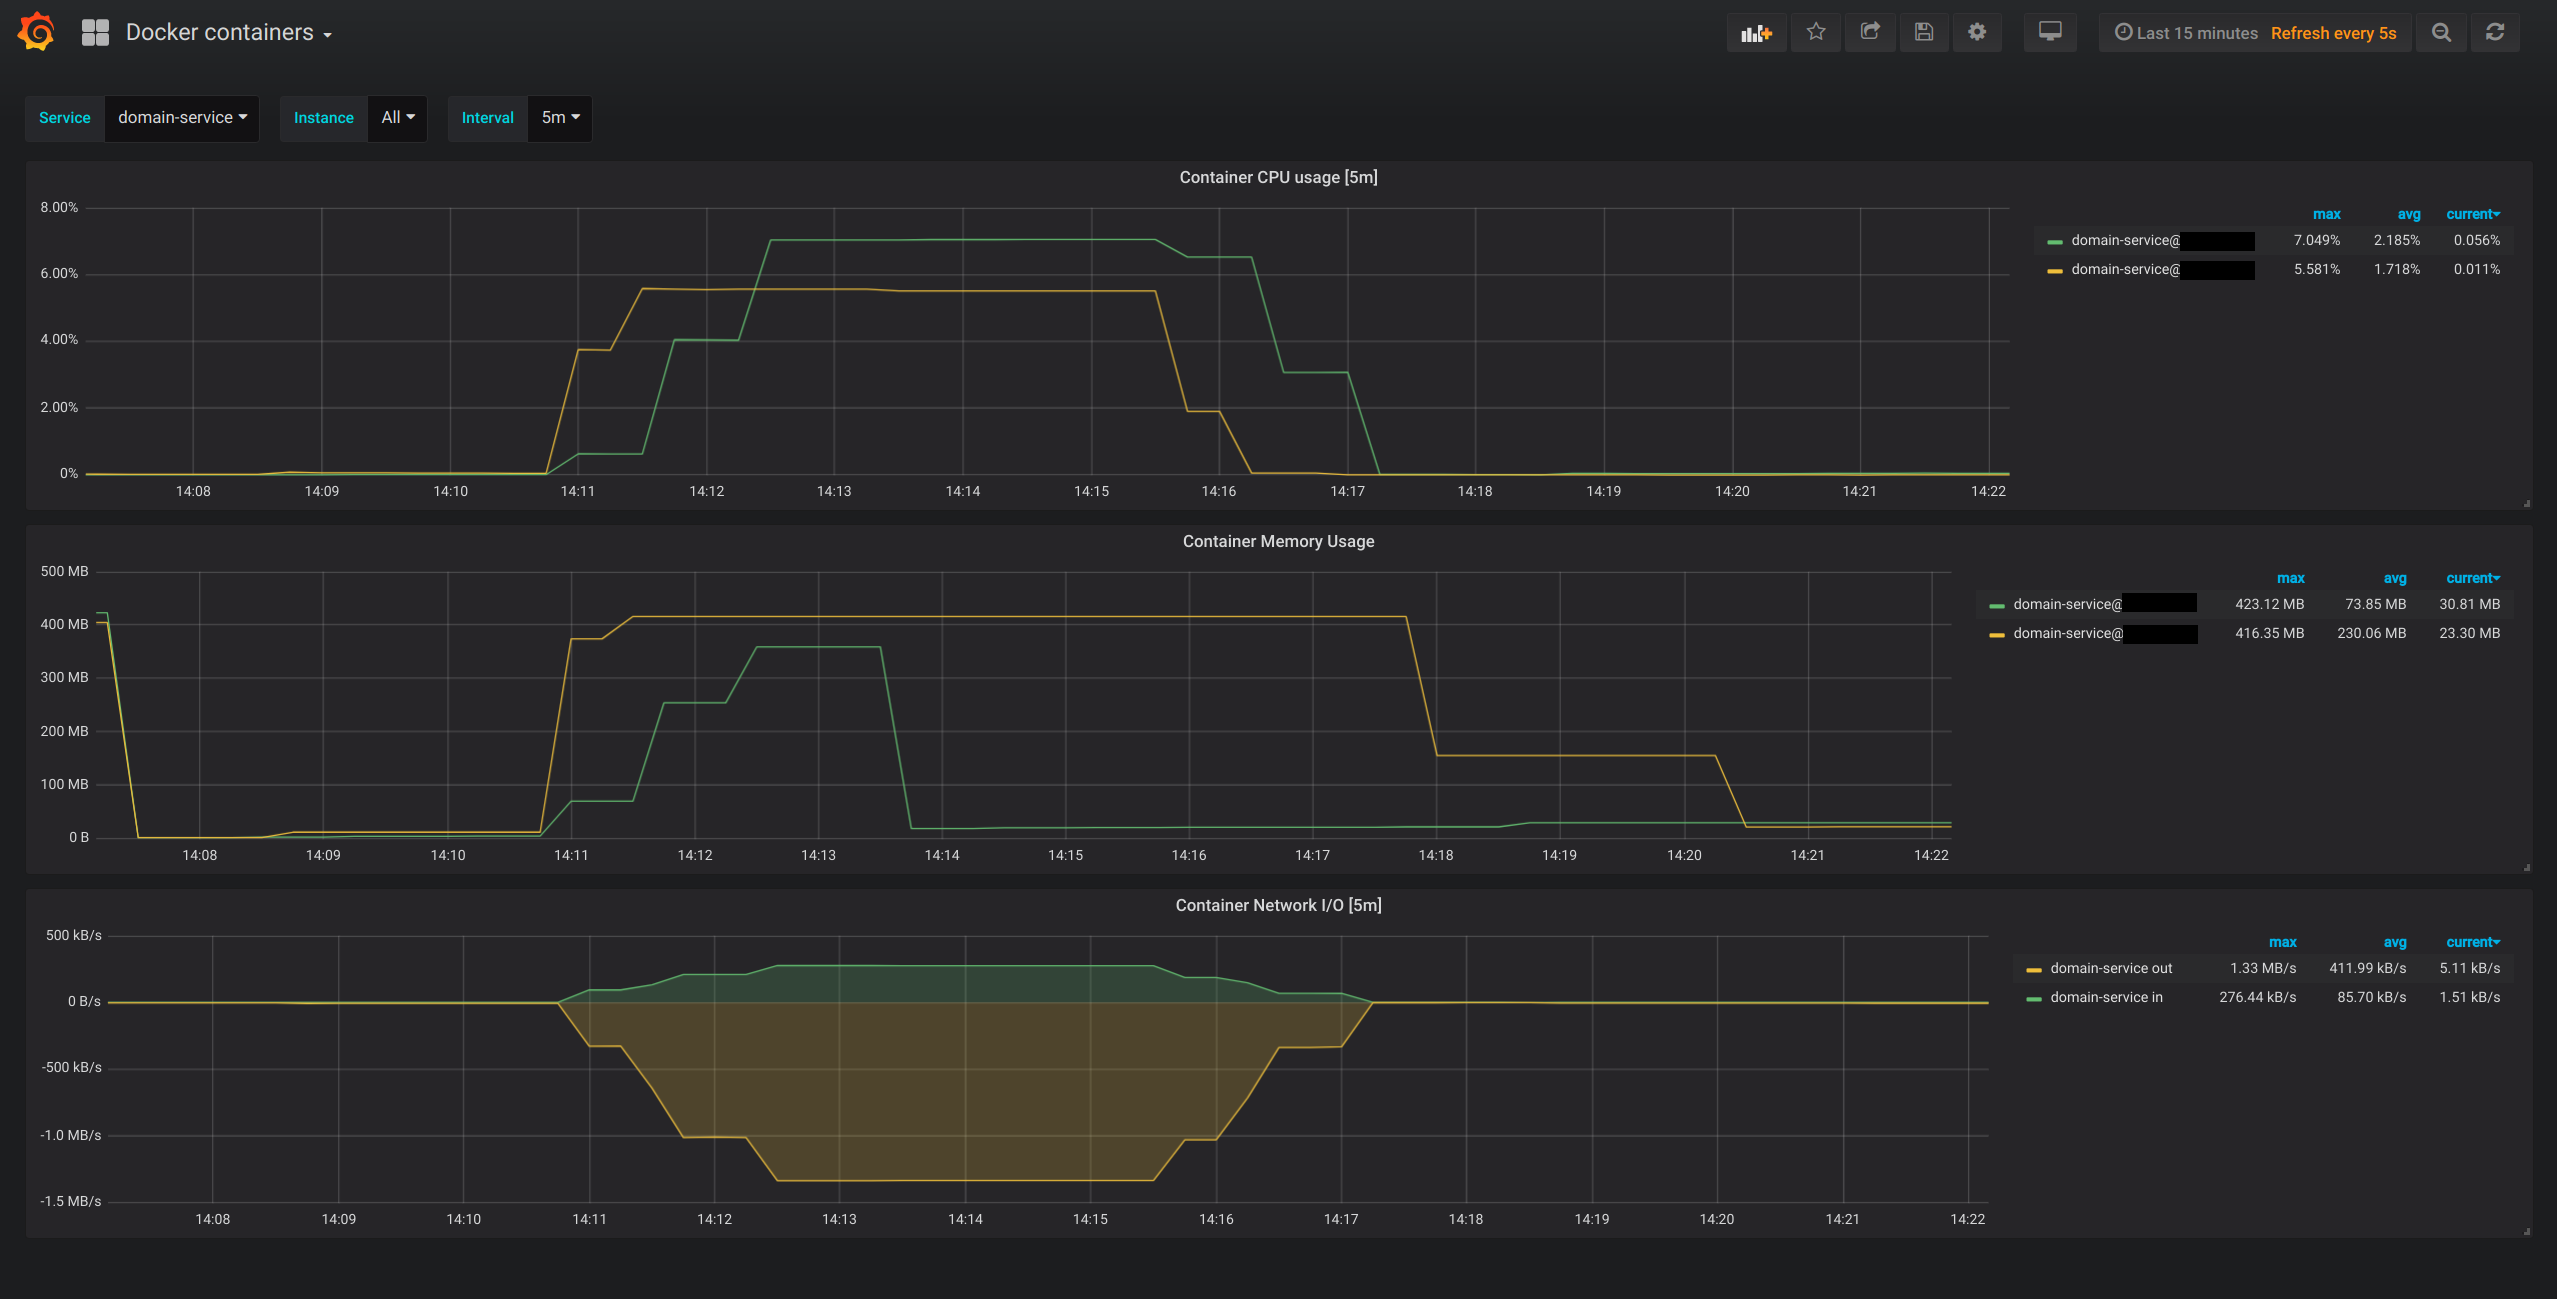 Docker containers
Last 15 minutes Refresh every 5s
Service domain-service Instance All Interval 5m
Container CPU usage [5m]
8.00%
6.00%
4.00%
2.00%
0%
14:08 14:09 14:10 14:11 14:12 14:13 14:14 14:15 14:16 14:17 14:18 14:19 14:20 14:21 14:22
max avg current
domain-service@ 7.049% 2.185% 0.056%
domain-service@ 5.581% 1.718% 0.011%
Container Memory Usage
500 MB
400 MB
300 MB
200 MB
100 MB
0 B
14:08 14:09 14:10 14:11 14:12 14:13 14:14 14:15 14:16 14:17 14:18 14:19 14:20 14:21 14:22
max avg current
domain-service@ 423.12 MB 73.85 MB 30.81 MB
domain-service@ 416.35 MB 230.06 MB 23.30 MB
Container Network I/O [5m]
500 kB/s
0 B/s
-500 kB/s
-1.0 MB/s
-1.5 MB/s
14:08 14:09 14:10 14:11 14:12 14:13 14:14 14:15 14:16 14:17 14:18 14:19 14:20 14:21 14:22
max avg current
domain-service out 1.33 MB/s 411.99 kB/s 5.11 kB/s
domain-service in 276.44 kB/s 85.70 kB/s 1.51 kB/s